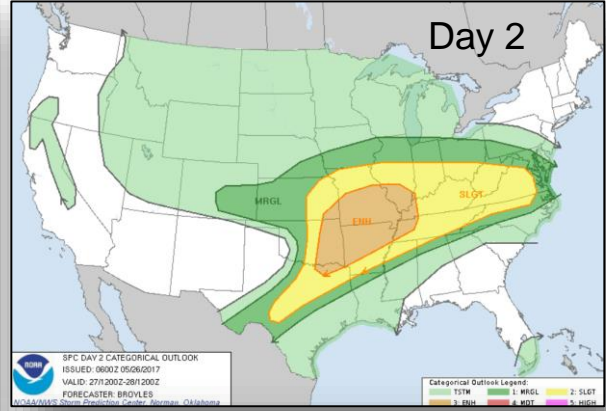 Day 2
MRGL
SLGT
ENH
NOAA
SPC DAY 2 CATEGORICAL OUTLOOK
ISSUED: 0600Z 05/26/2017
VALID: 27/1200Z-28/1200Z
FORECASTER: BROYLES
NOAA/NWS Storm Prediction Center, Norman, Oklahoma
Categorical Outlook Legend:
TSTM 1: MRGL 2: SLGT
3: ENH 4: MDT 5: HIGH